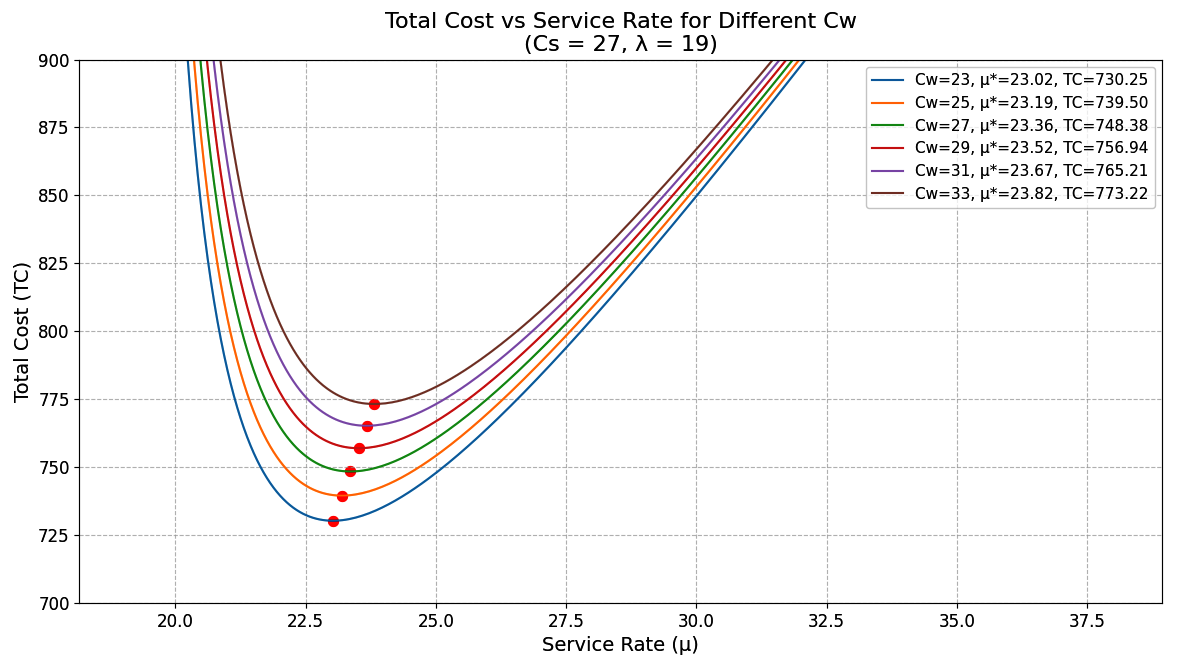 Total Cost vs Service Rate for Different Cw
(Cs = 27, λ = 19)
Total Cost (TC)
900
875
850
825
800
775
750
725
700
Cw=23, μ*=23.02, TC=730.25
Cw=25, μ*=23.19, TC=739.50
Cw=27, μ*=23.36, TC=748.38
Cw=29, μ*=23.52, TC=756.94
Cw=31, μ*=23.67, TC=765.21
Cw=33, μ*=23.82, TC=773.22
20.0 22.5 25.0 27.5 30.0 32.5 35.0 37.5
Service Rate (μ)